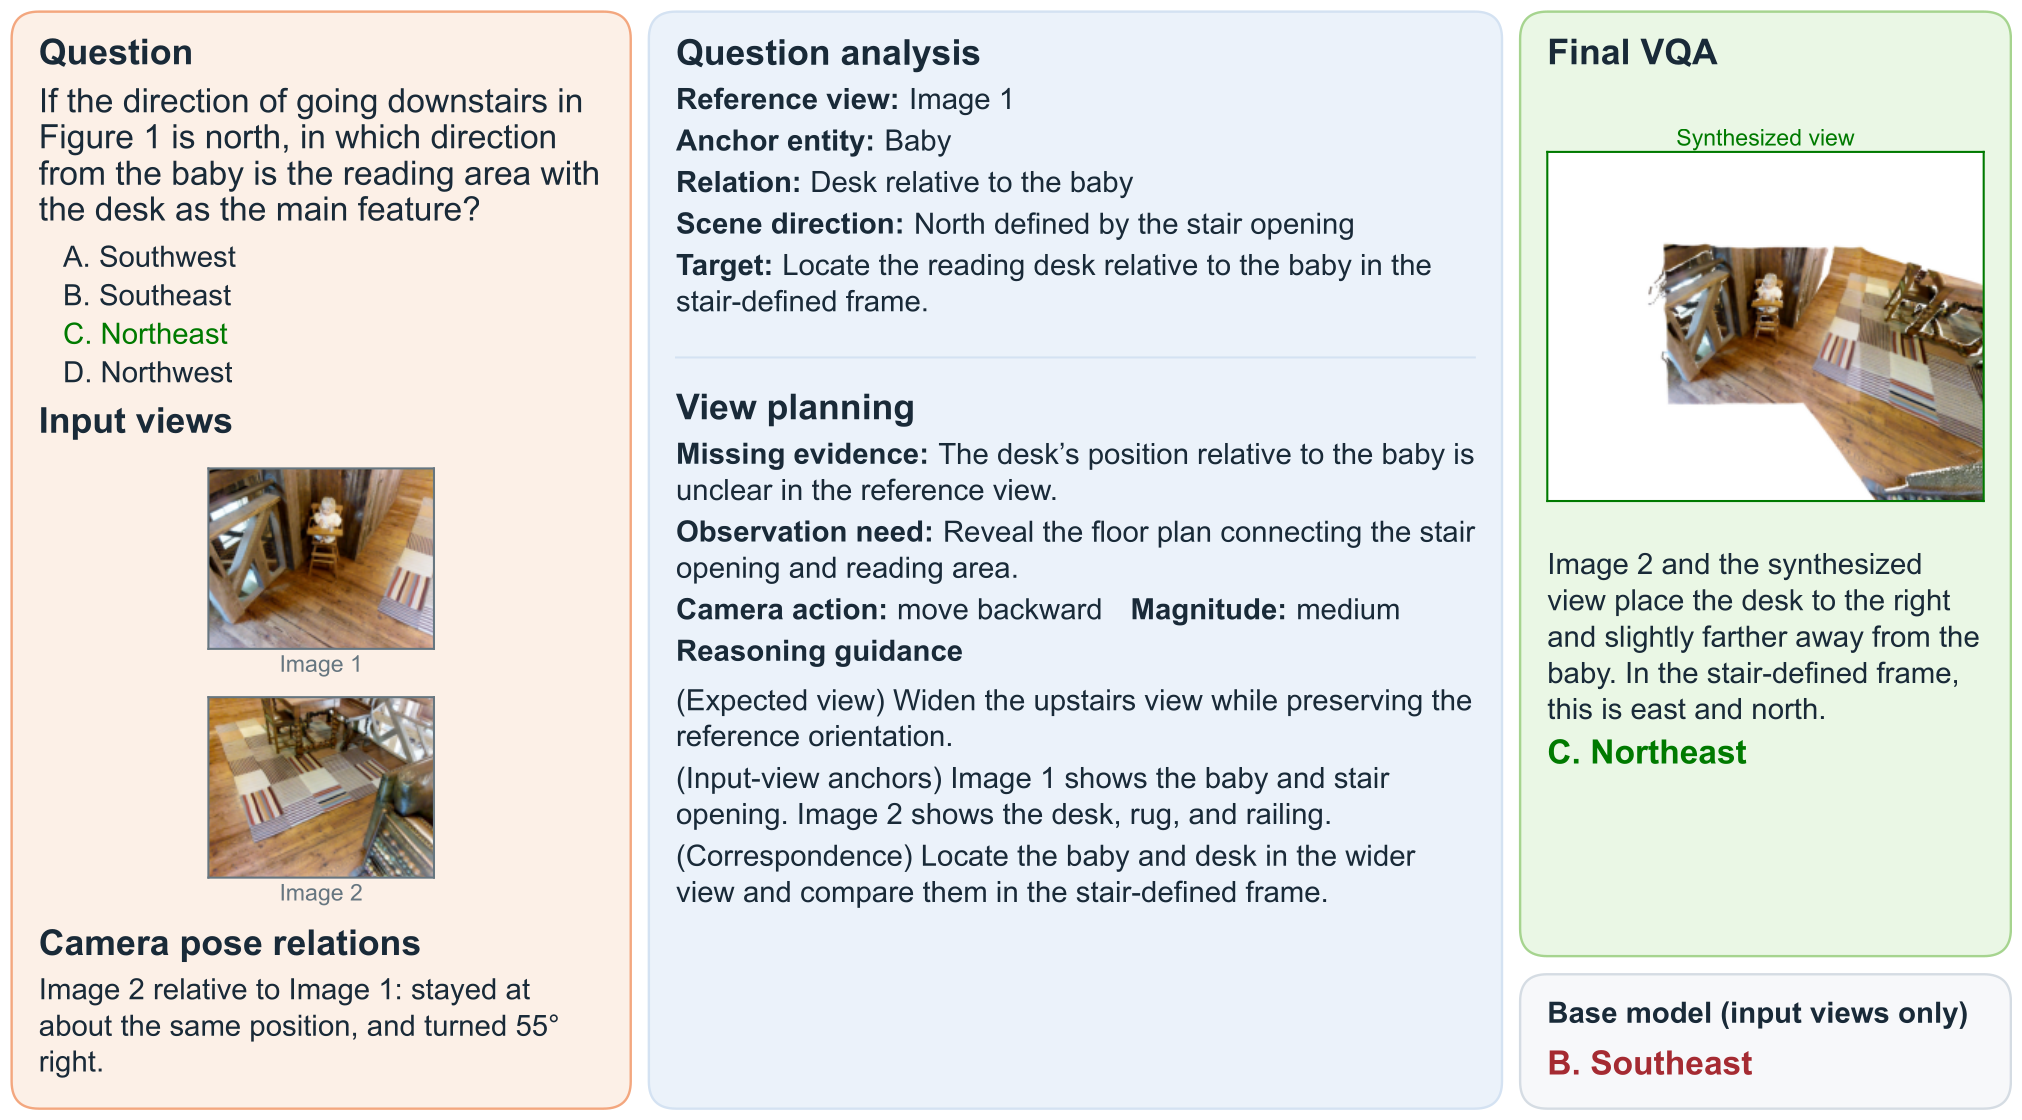 Question
If the direction of going downstairs in
Figure 1 is north, in which direction
from the baby is the reading area with
the desk as the main feature?
A. Southwest
B. Southeast
C. Northeast
D. Northwest
Input views
Image 1
Image 2
Camera pose relations
Image 2 relative to Image 1: stayed at
about the same position, and turned 55°
right.
Question analysis
Reference view: Image 1
Anchor entity: Baby
Relation: Desk relative to the baby
Scene direction: North defined by the stair opening
Target: Locate the reading desk relative to the baby in the
stair-defined frame.
View planning
Missing evidence: The desk’s position relative to the baby is
unclear in the reference view.
Observation need: Reveal the floor plan connecting the stair
opening and reading area.
Camera action: move backward Magnitude: medium
Reasoning guidance
(Expected view) Widen the upstairs view while preserving the
reference orientation.
(Input-view anchors) Image 1 shows the baby and stair
opening. Image 2 shows the desk, rug, and railing.
(Correspondence) Locate the baby and desk in the wider
view and compare them in the stair-defined frame.
Final VQA
Synthesized view
Image 2 and the synthesized
view place the desk to the right
and slightly farther away from the
baby. In the stair-defined frame,
this is east and north.
C. Northeast
Base model (input views only)
B. Southeast